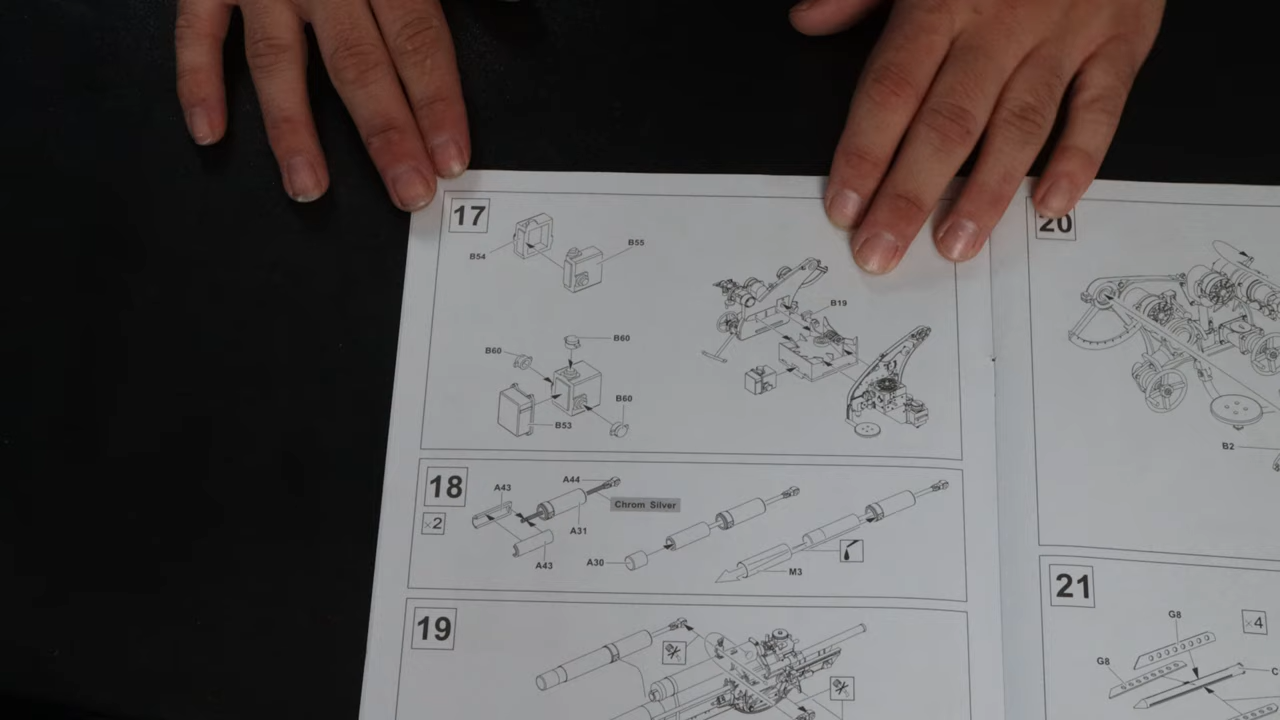 17
B54
B55
B60
B60
B60
B53
B19
18
×2
A43
A44
Chrom Silver
A31
A43
A30
M3
19
20
B2
21
G8
×4
G8
C